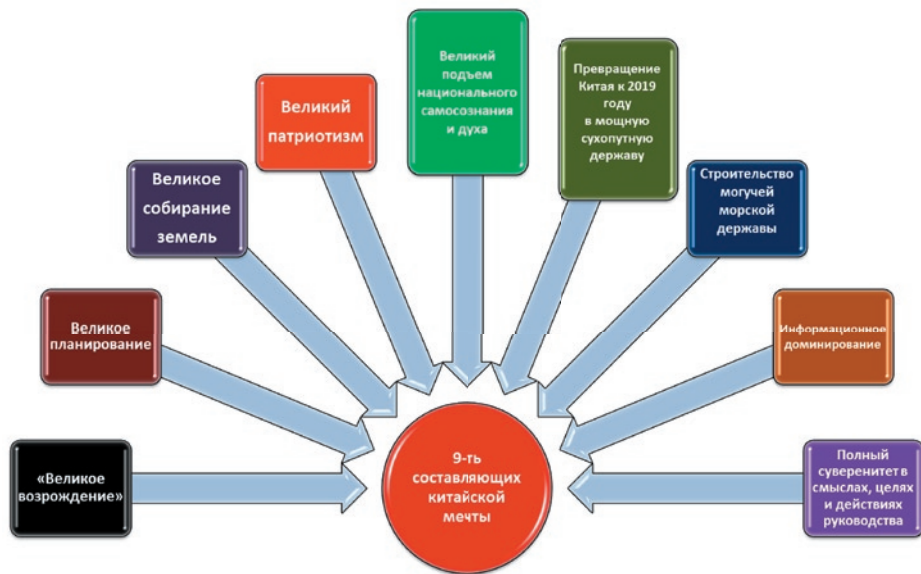 «Великое
возрождение»
Великое
планирование
Великое
собирание
земель
Великий
патриотизм
Великий
подъем
национального
самосознания
и духа
Превращение
Китая к 2019
году
в мощную
сухопутную
державу
Строительство
могучей
морской
державы
Информационное
доминирование
Полный
суверенитет в
смыслах, целях
и действиях
руководства
9-ть
составляющих
китайской
мечты